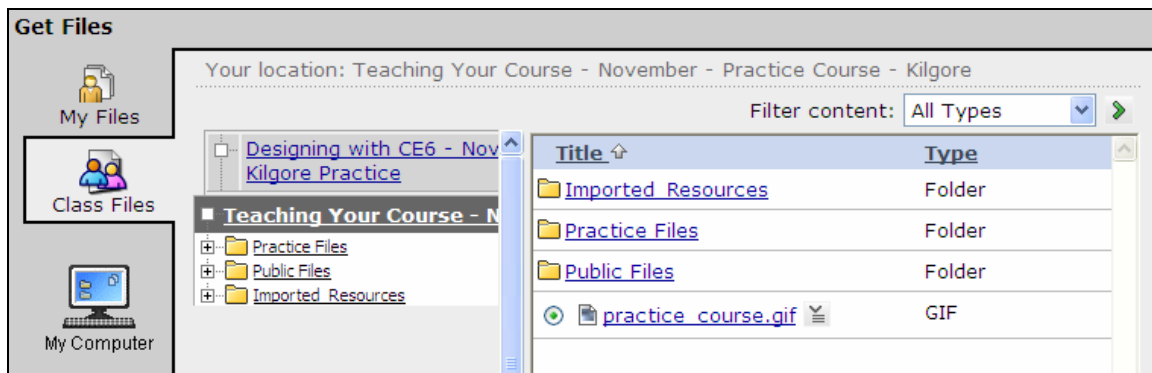 Get Files
My Files
Class Files
My Computer
Your location: Teaching Your Course - November - Practice Course - Kilgore
Filter content: All Types
Designing with CE6 - Nov
Kilgore Practice
Teaching Your Course - N
Practice Files
Public Files
Imported_Resources
Title Type
Imported_Resources Folder
Practice Files Folder
Public Files Folder
practice_course.gif GIF